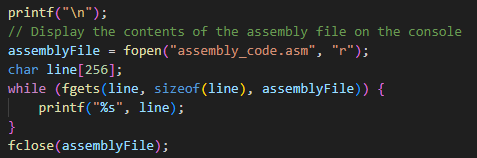 printf("\n");
// Display the contents of the assembly file on the console
assemblyFile = fopen("assembly_code.asm", "r");
char line[256];
while (fgets(line, sizeof(line), assemblyFile)) {
    printf("%s", line);
}
fclose(assemblyFile);